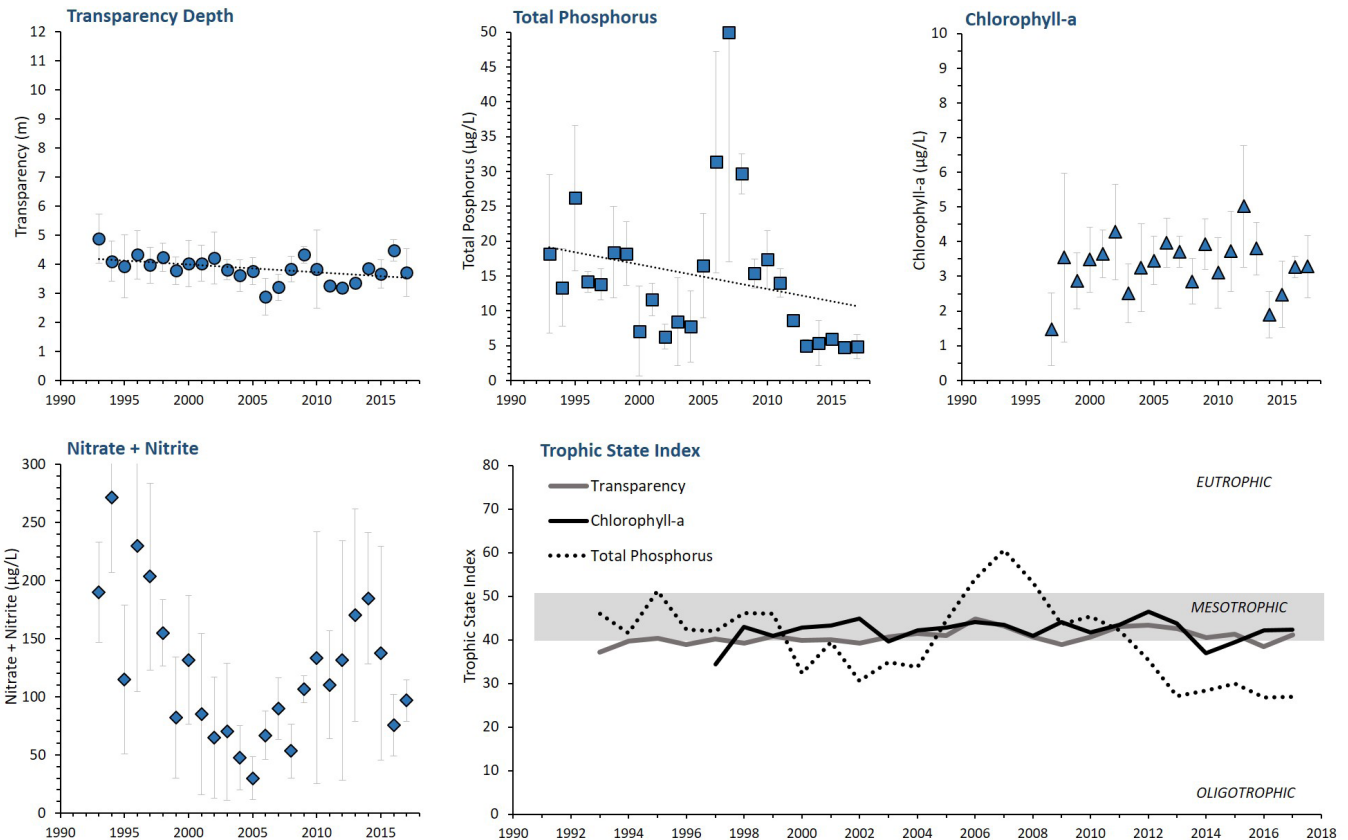 Transparency Depth
Transparency (m)
12
11
10
9
8
7
6
5
4
3
2
1
0
1990 1995 2000 2005 2010 2015
Total Phosphorus
Total Posphorus (µg/L)
50
45
40
35
30
25
20
15
10
5
0
1990 1995 2000 2005 2010 2015
Chlorophyll-a
Chlorophyll-a (µg/L)
10
9
8
7
6
5
4
3
2
1
0
1990 1995 2000 2005 2010 2015
Nitrate + Nitrite
Nitrate + Nitrite (µg/L)
300
250
200
150
100
50
0
1990 1995 2000 2005 2010 2015
Trophic State Index
Trophic State Index
80
70
60
50
40
30
20
10
0
1990 1992 1994 1996 1998 2000 2002 2004 2006 2008 2010 2012 2014 2016 2018
Transparency
Chlorophyll-a
Total Phosphorus
EUTROPHIC
MESOTROPHIC
OLIGOTROPHIC